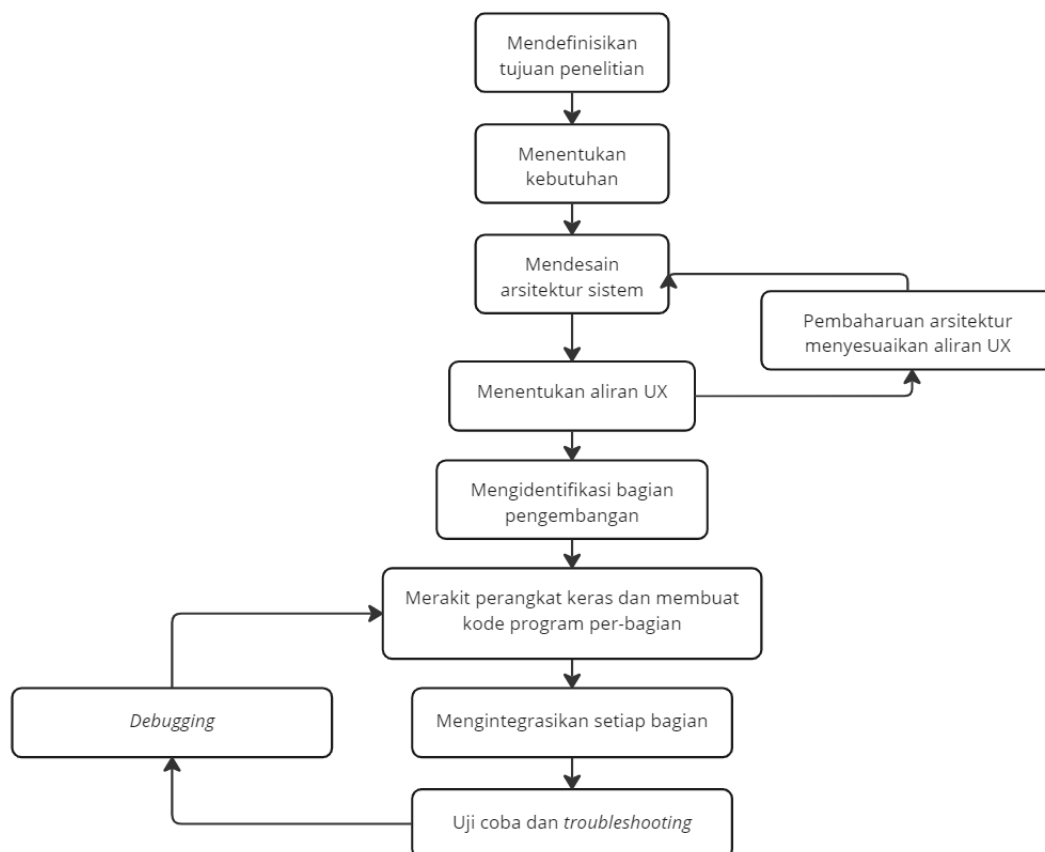 Mendefinisikan
tujuan penelitian
Menentukan
kebutuhan
Mendesain
arsitektur sistem
Pembaharuan arsitektur
menyesuaikan aliran UX
Menentukan aliran UX
Mengidentifikasi bagian
pengembangan
Merakit perangkat keras dan membuat
kode program per-bagian
Debugging
Mengintegrasikan setiap bagian
Uji coba dan troubleshooting